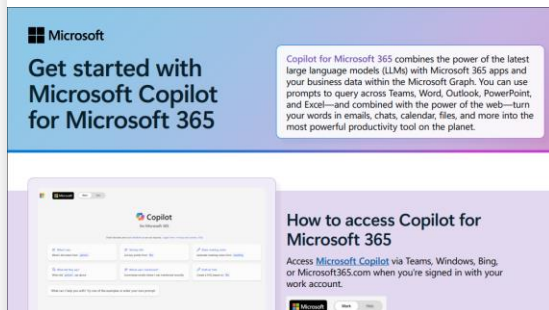 Microsoft
Get started with
Microsoft Copilot
for Microsoft 365
Copilot for Microsoft 365 combines the power of the latest
large language models (LLMs) with Microsoft 365 apps and
your business data within the Microsoft Graph. You can use
prompts to query across Teams, Word, Outlook, PowerPoint,
and Excel—and combined with the power of the web—turn
your words in emails, chats, calendar, files, and more into the
most powerful productivity tool on the planet.
Microsoft
Copilot
for Microsoft 365
How to access Copilot for
Microsoft 365
Access Microsoft Copilot via Teams, Windows, Bing,
or Microsoft365.com when you're signed in with your
work account.
Microsoft Work Web